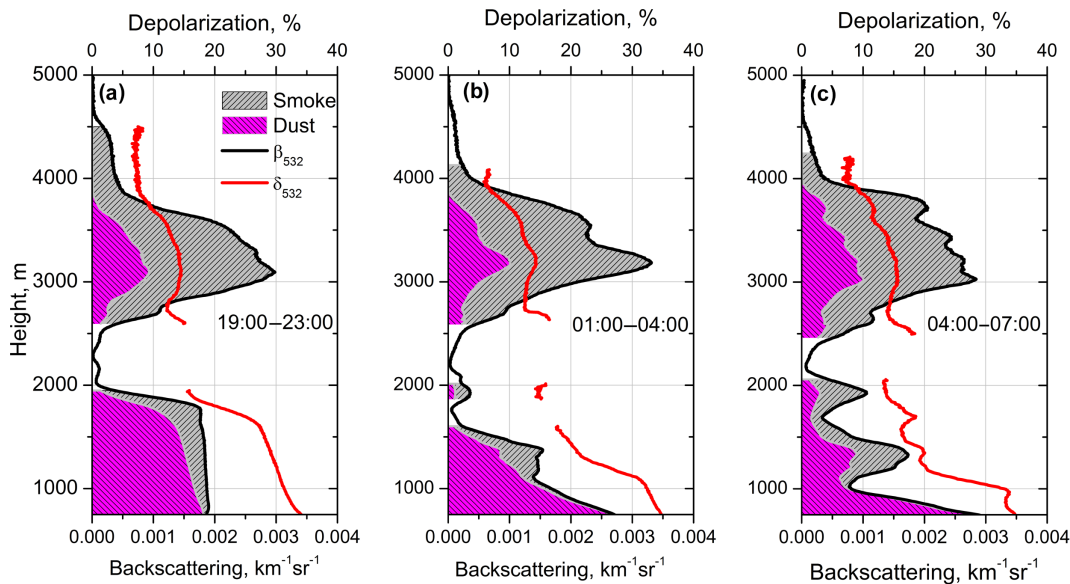 Depolarization, %
0 10 20 30 40
5000
4000
3000
2000
1000
Height, m
(a)
Smoke
Dust
β532
δ532
19:00–23:00
0.000 0.001 0.002 0.003 0.004
Backscattering, km⁻¹sr⁻¹
Depolarization, %
0 10 20 30 40
5000
4000
3000
2000
1000
(b)
01:00–04:00
0.000 0.001 0.002 0.003 0.004
Backscattering, km⁻¹sr⁻¹
Depolarization, %
0 10 20 30 40
5000
4000
3000
2000
1000
(c)
04:00–07:00
0.000 0.001 0.002 0.003 0.004
Backscattering, km⁻¹sr⁻¹